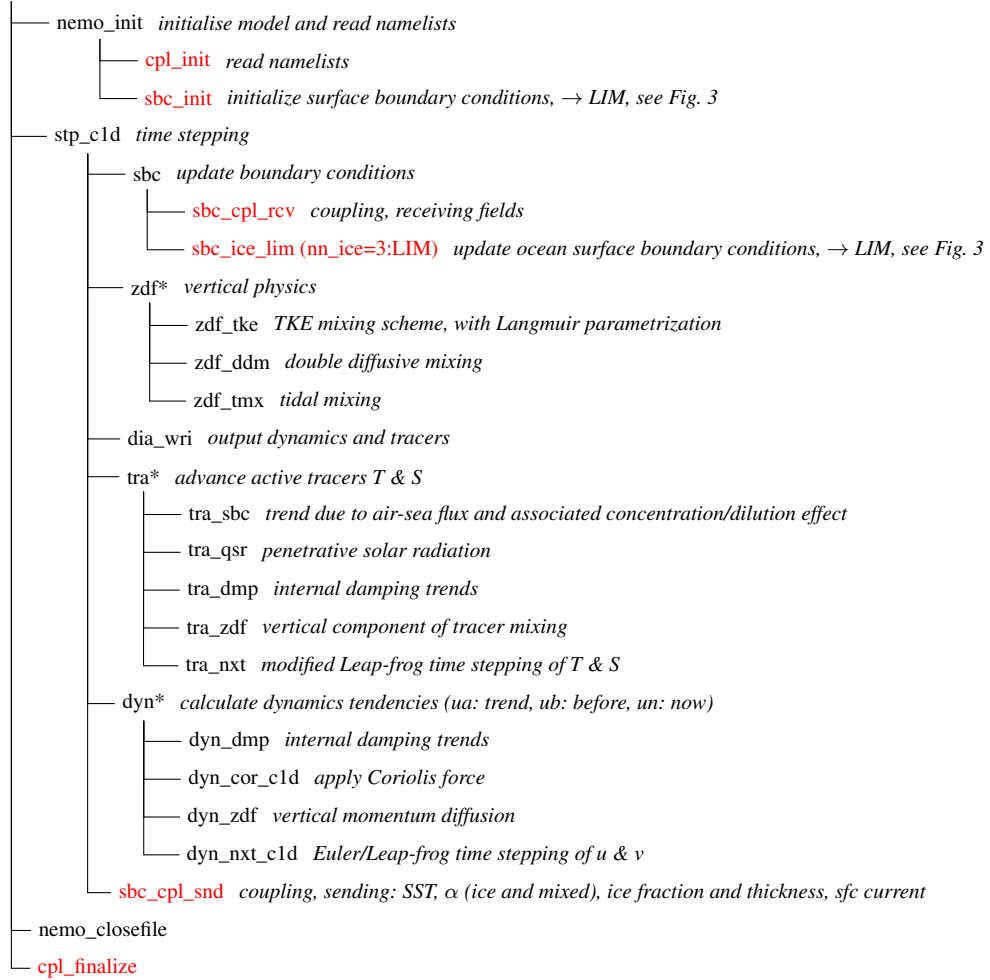 nemo_init initialise model and read namelists
cpl_init read namelists
sbc_init initialize surface boundary conditions, → LIM, see Fig. 3
stp_c1d time stepping
sbc update boundary conditions
sbc_cpl_rcv coupling, receiving fields
sbc_ice_lim (nn_ice=3:LIM) update ocean surface boundary conditions, → LIM, see Fig. 3
zdf* vertical physics
zdf_tke TKE mixing scheme, with Langmuir parametrization
zdf_ddm double diffusive mixing
zdf_tmx tidal mixing
dia_wri output dynamics and tracers
tra* advance active tracers T & S
tra_sbc trend due to air-sea flux and associated concentration/dilution effect
tra_qsr penetrative solar radiation
tra_dmp internal damping trends
tra_zdf vertical component of tracer mixing
tra_nxt modified Leap-frog time stepping of T & S
dyn* calculate dynamics tendencies (ua: trend, ub: before, un: now)
dyn_dmp internal damping trends
dyn_cor_c1d apply Coriolis force
dyn_zdf vertical momentum diffusion
dyn_nxt_c1d Euler/Leap-frog time stepping of u & v
sbc_cpl_snd coupling, sending: SST, α (ice and mixed), ice fraction and thickness, sfc current
nemo_closefile
cpl_finalize